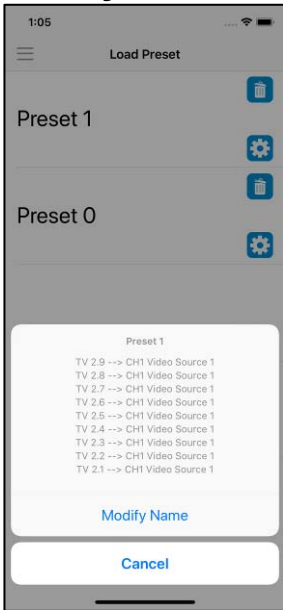 1:05
Load Preset
Preset 1
Preset 0
Preset 1
TV 2.9 --> CH1 Video Source 1
TV 2.8 --> CH1 Video Source 1
TV 2.7 --> CH1 Video Source 1
TV 2.6 --> CH1 Video Source 1
TV 2.5 --> CH1 Video Source 1
TV 2.4 --> CH1 Video Source 1
TV 2.3 --> CH1 Video Source 1
TV 2.2 --> CH1 Video Source 1
TV 2.1 --> CH1 Video Source 1
Modify Name
Cancel